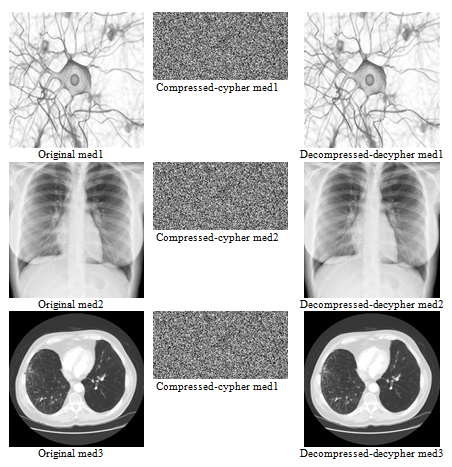 Compressed-cypher med1
Original med1
Decompressed-decypher med1
Compressed-cypher med2
Original med2
Decompressed-decypher med2
Compressed-cypher med1
Original med3
Decompressed-decypher med3